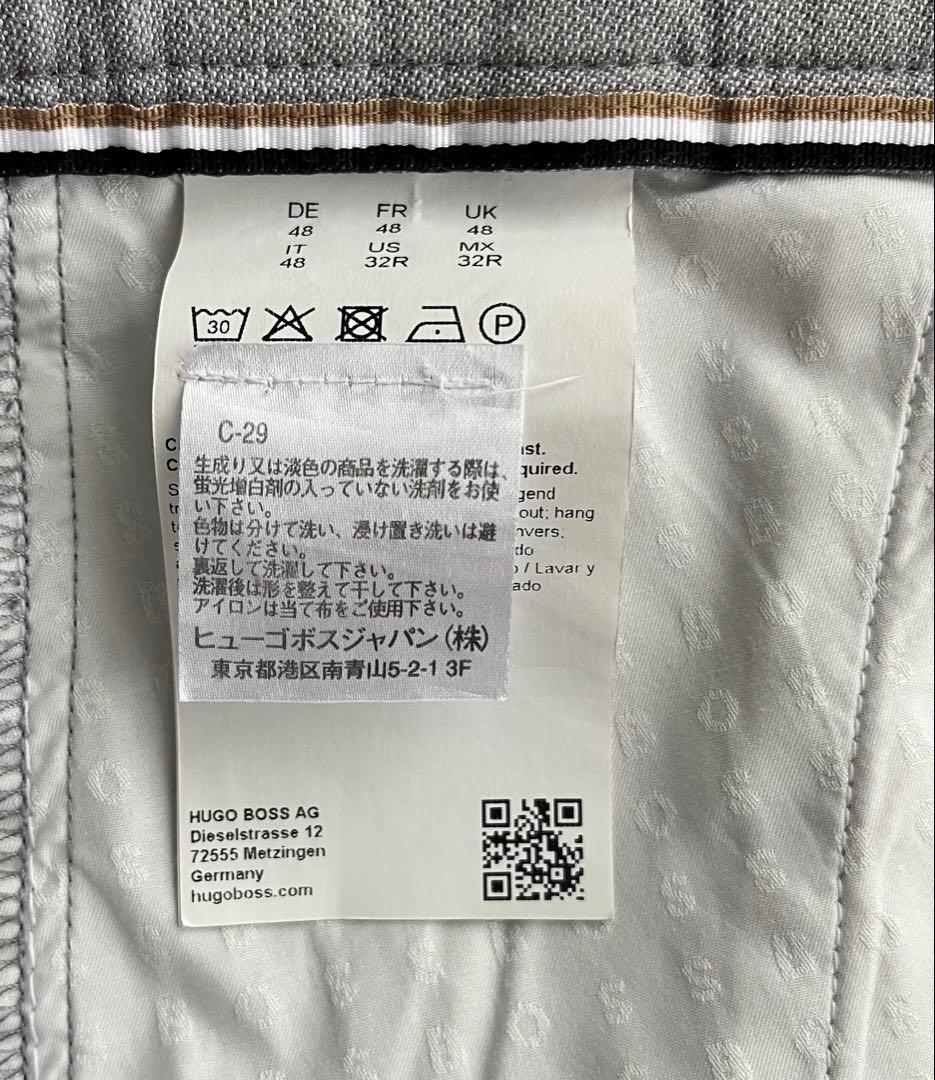 DE FR UK
48 48 48
IT US MX
48 32R 32R
30 P
C-29
生成り又は淡色の商品を洗濯する際は、
蛍光増白剤の入っていない洗剤をお使
い下さい。
色物は分けて洗い、浸け置き洗いは避
けてください。
裏返して洗濯して下さい。
洗濯後は形を整えて干して下さい。
アイロンは当て布をご使用下さい。
ヒューゴボスジャパン(株)
東京都港区南青山5-2-1 3F
out; hang
/ Lavar y
HUGO BOSS AG
Dieselstrasse 12
72555 Metzingen
Germany
hugoboss.com